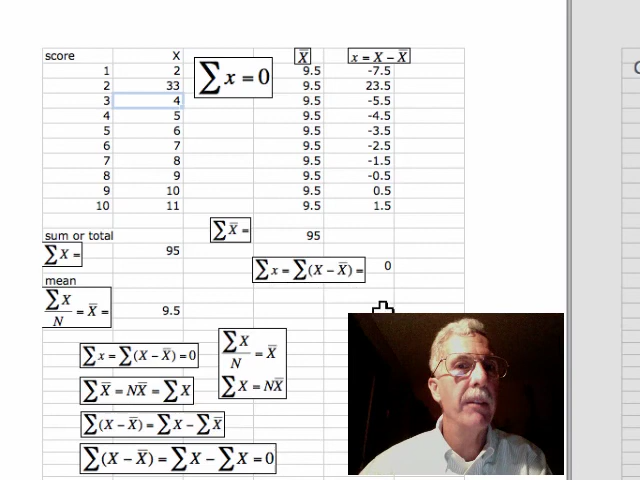 score X X̄ x = X − X̄
1 2 9.5 -7.5
2 33 9.5 23.5
3 4 9.5 -5.5
4 5 9.5 -4.5
5 6 9.5 -3.5
6 7 9.5 -2.5
7 8 9.5 -1.5
8 9 9.5 -0.5
9 10 9.5 0.5
10 11 9.5 1.5
∑x = 0
sum or total ∑X̄ = 95
∑X = 95
∑x = ∑(X − X̄) = 0
mean
∑X/N = X̄ = 9.5
∑x = ∑(X − X̄) = 0
∑X̄ = NX̄ = ∑X
∑(X − X̄) = ∑X − ∑X̄
∑(X − X̄) = ∑X − ∑X = 0
∑X/N = X̄
∑X = NX̄